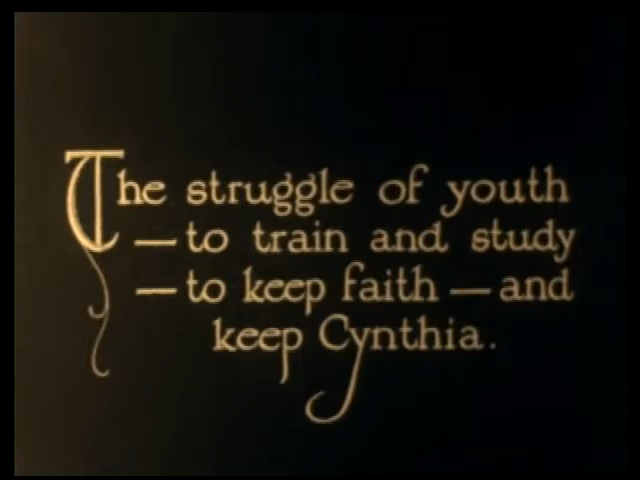 The struggle of youth
—to train and study
—to keep faith—and
keep Cynthia.